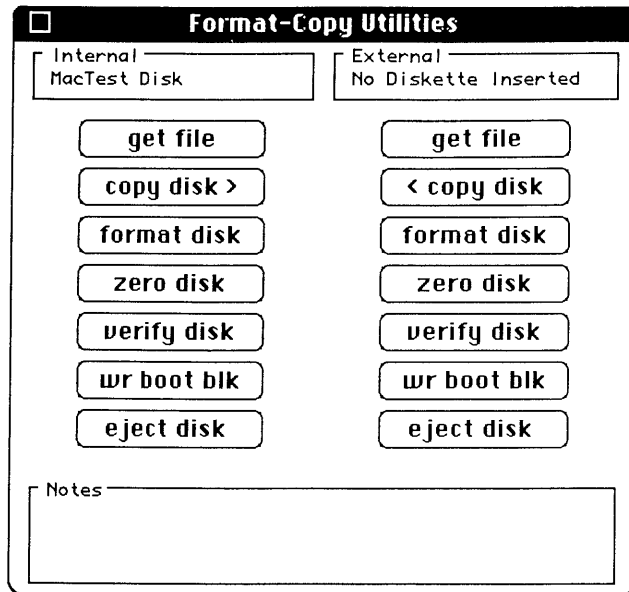 Format-Copy Utilities
Internal
MacTest Disk
External
No Diskette Inserted
get file
copy disk >
format disk
zero disk
verify disk
wr boot blk
eject disk
get file
< copy disk
format disk
zero disk
verify disk
wr boot blk
eject disk
Notes